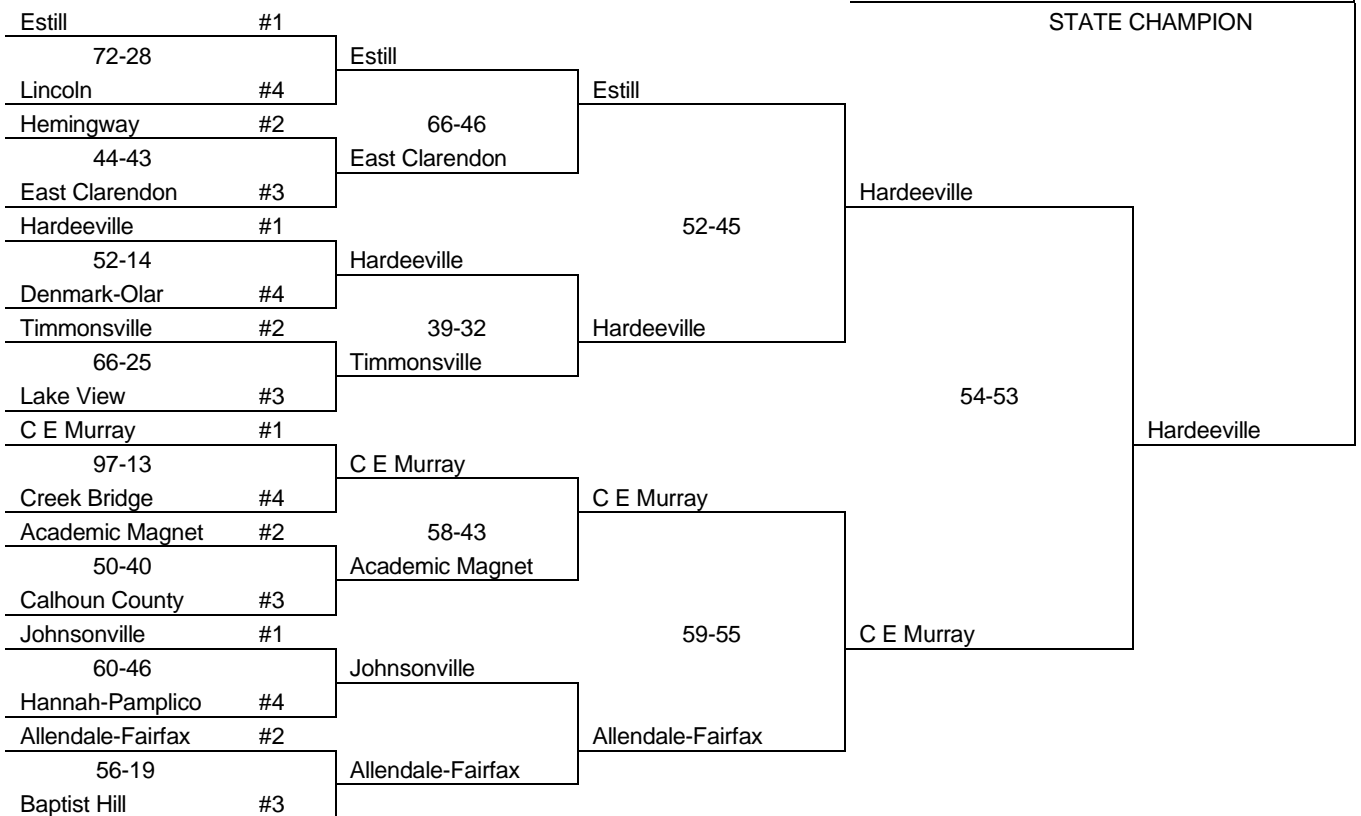 STATE CHAMPION
Estill #1
72-28 Estill
Lincoln #4 Estill
Hemingway #2 66-46
44-43 East Clarendon
East Clarendon #3 Hardeeville
Hardeeville #1 52-45
52-14 Hardeeville
Denmark-Olar #4
Timmonsville #2 39-32 Hardeeville
66-25 Timmonsville
Lake View #3 54-53
C E Murray #1 Hardeeville
97-13 C E Murray
Creek Bridge #4 C E Murray
Academic Magnet #2 58-43
50-40 Academic Magnet
Calhoun County #3
Johnsonville #1 59-55 C E Murray
60-46 Johnsonville
Hannah-Pamplico #4
Allendale-Fairfax #2 Allendale-Fairfax
56-19 Allendale-Fairfax
Baptist Hill #3